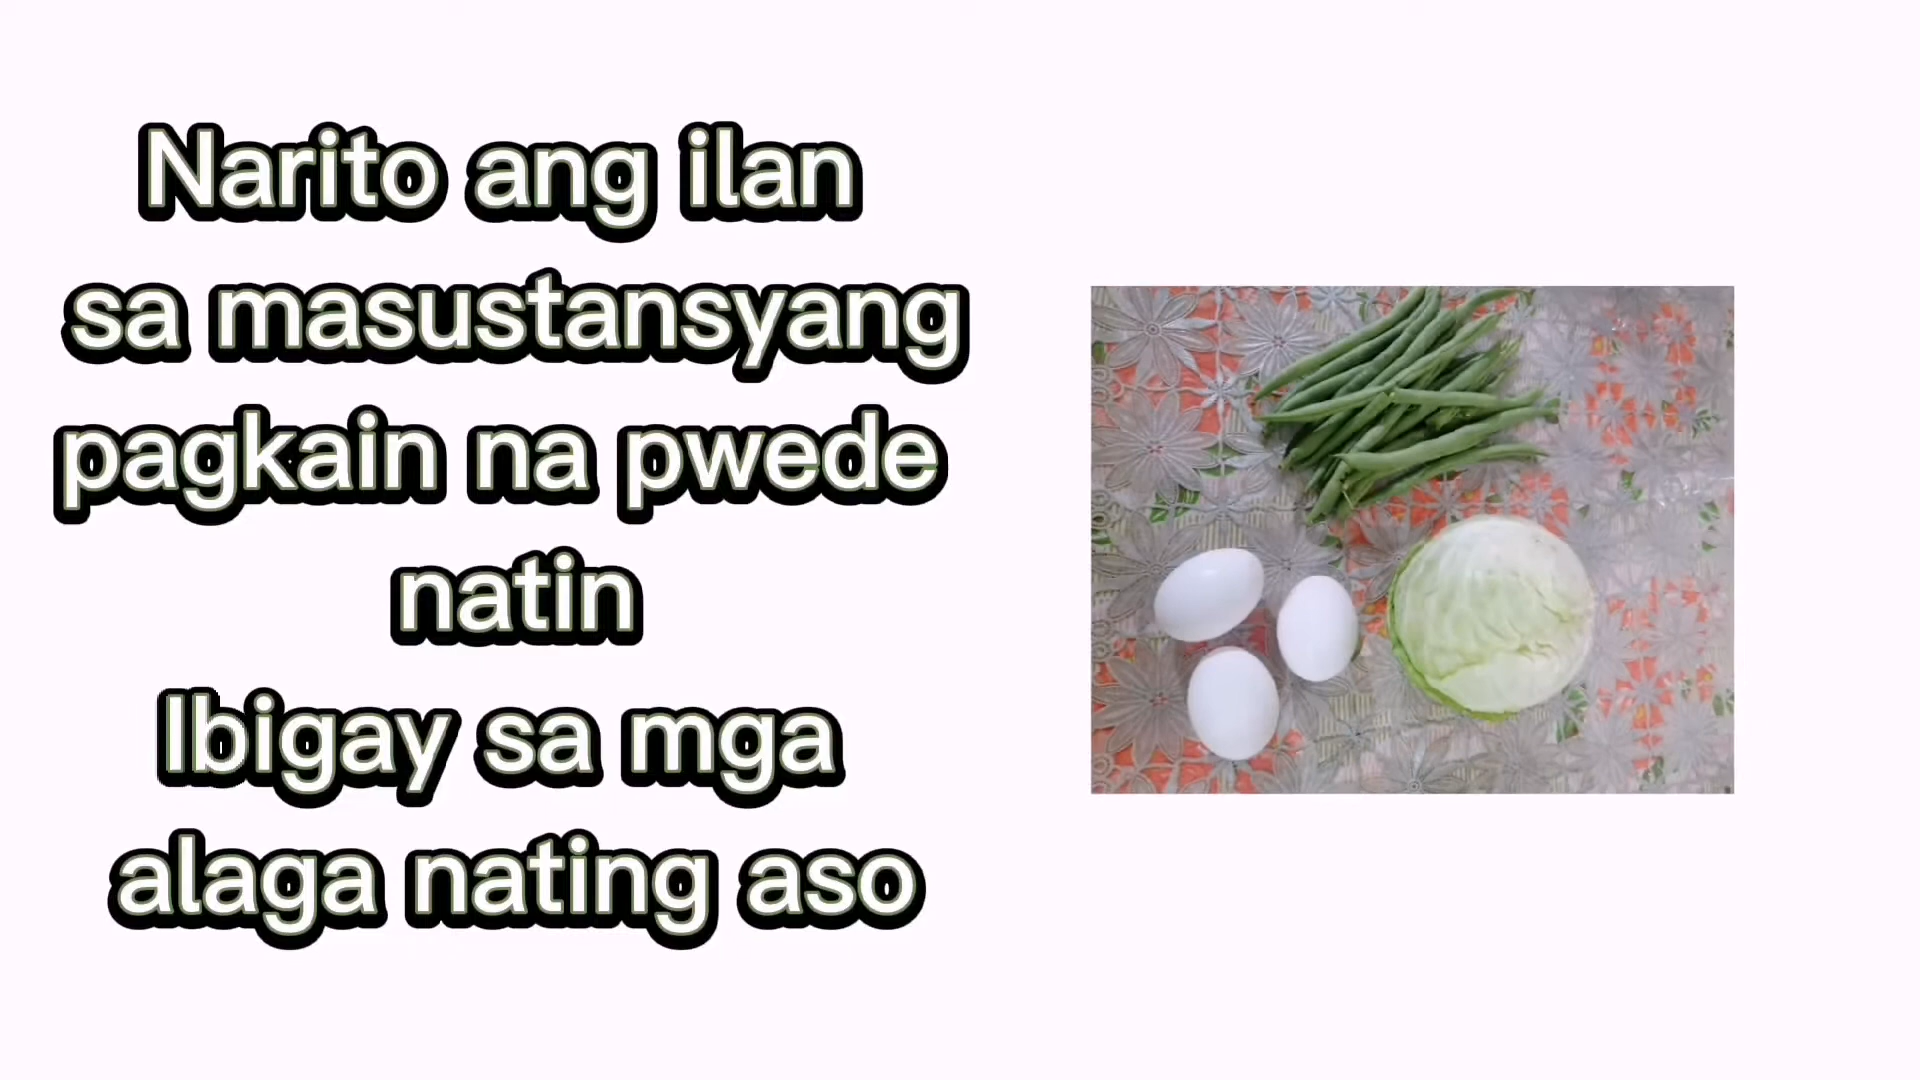 Narito ang ilan
sa masustansyang
pagkain na pwede
natin
Ibigay sa mga
alaga nating aso